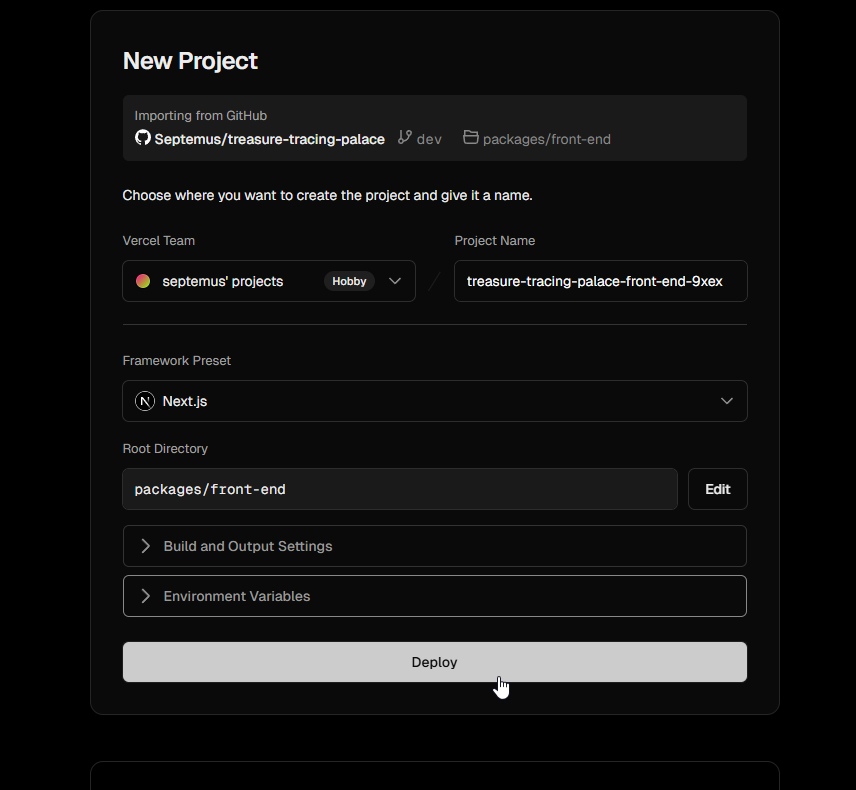 New Project
Importing from GitHub
Septemus/treasure-tracing-palace dev packages/front-end
Choose where you want to create the project and give it a name.
Vercel Team Project Name
septemus' projects Hobby / treasure-tracing-palace-front-end-9xex
Framework Preset
N Next.js
Root Directory
packages/front-end Edit
Build and Output Settings
Environment Variables
Deploy